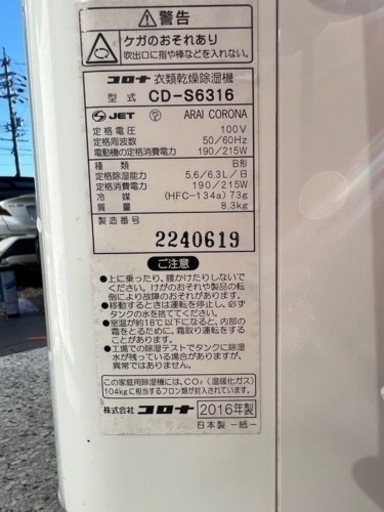 警告
ケガのおそれあり
吹出口に指や棒などを入れない。
コロナ 衣類乾燥除湿機
型式 CD-S6316
JET ARAI CORONA
定格電圧 100V
定格周波数 50/60Hz
電動機の定格消費電力 190/215W
種類 B形
定格除湿能力 5.6/6.3L/日
定格消費電力 190/215W
冷媒 (HFC-134a) 73g
質量 8.3kg
製造番号
2240619
ご注意
●上に乗ったり、腰かけたりしないで
ください。けがのおそれや製品の転
倒により故障のおそれがあります。
●移動するときは運転を停止し、必ず
タンクの水を捨ててください。
●室温が約18℃以下になると、内部の
霜をとるために、霜取り運転をする
ことがあります。
●工場での除湿テストでタンクに除湿
水が残っている場合がありますが、
異常ではありません。
この家庭用除湿機には、CO₂(温暖化ガス)
104kgに相当するフロン類が封入されています。
株式会社 コロナ 2016年製
日本製 -紙-